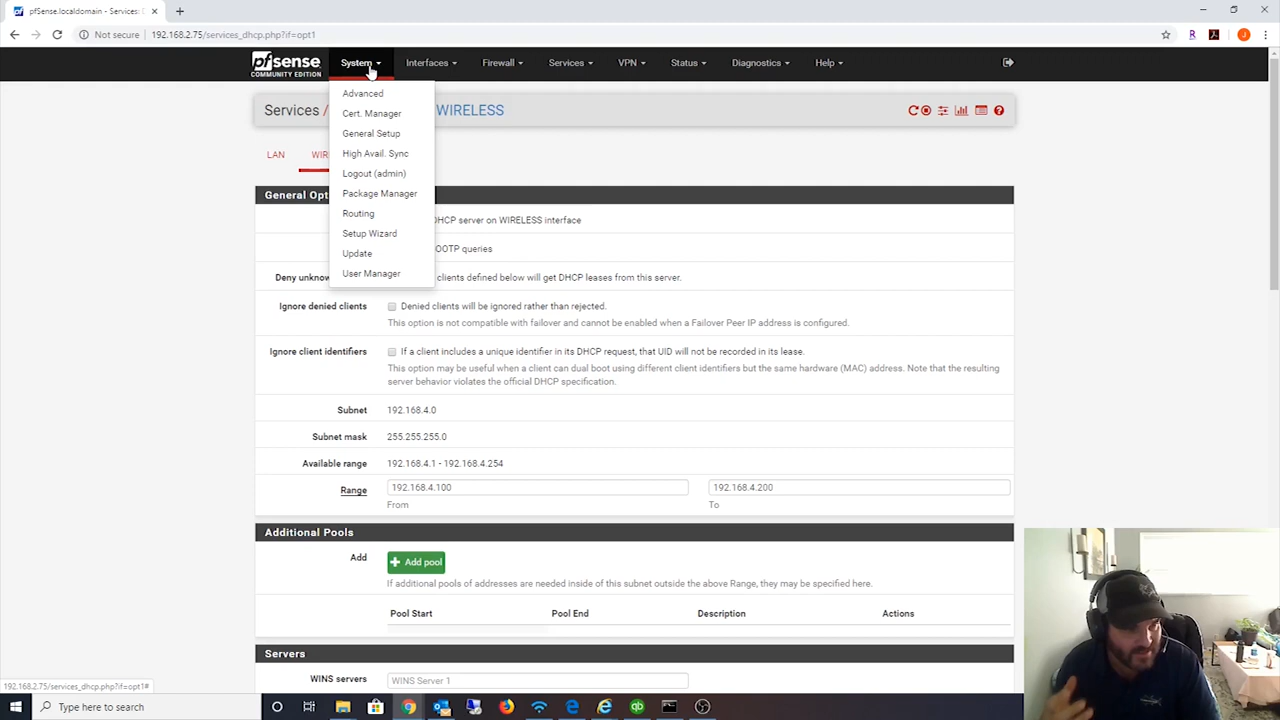 pfSense.localdomain - Services:
Not secure | 192.168.2.75/services_dhcp.php?if=opt1
pfsense System Interfaces Firewall Services VPN Status Diagnostics Help
COMMUNITY EDITION
Advanced
Cert. Manager
General Setup
High Avail. Sync
Logout (admin)
Package Manager
Routing
Setup Wizard
Update
User Manager
Services / WIRELESS
LAN WIR
General Opt
DHCP server on WIRELESS interface
OOTP queries
Deny unknow clients defined below will get DHCP leases from this server.
Ignore denied clients Denied clients will be ignored rather than rejected.
This option is not compatible with failover and cannot be enabled when a Failover Peer IP address is configured.
Ignore client identifiers If a client includes a unique identifier in its DHCP request, that UID will not be recorded in its lease.
This option may be useful when a client can dual boot using different client identifiers but the same hardware (MAC) address. Note that the resulting
server behavior violates the official DHCP specification.
Subnet 192.168.4.0
Subnet mask 255.255.255.0
Available range 192.168.4.1 - 192.168.4.254
Range 192.168.4.100 192.168.4.200
From To
Additional Pools
Add + Add pool
If additional pools of addresses are needed inside of this subnet outside the above Range, they may be specified here.
Pool Start Pool End Description Actions
Servers
WINS servers WINS Server 1
192.168.2.75/services_dhcp.php?if=opt1#
Type here to search